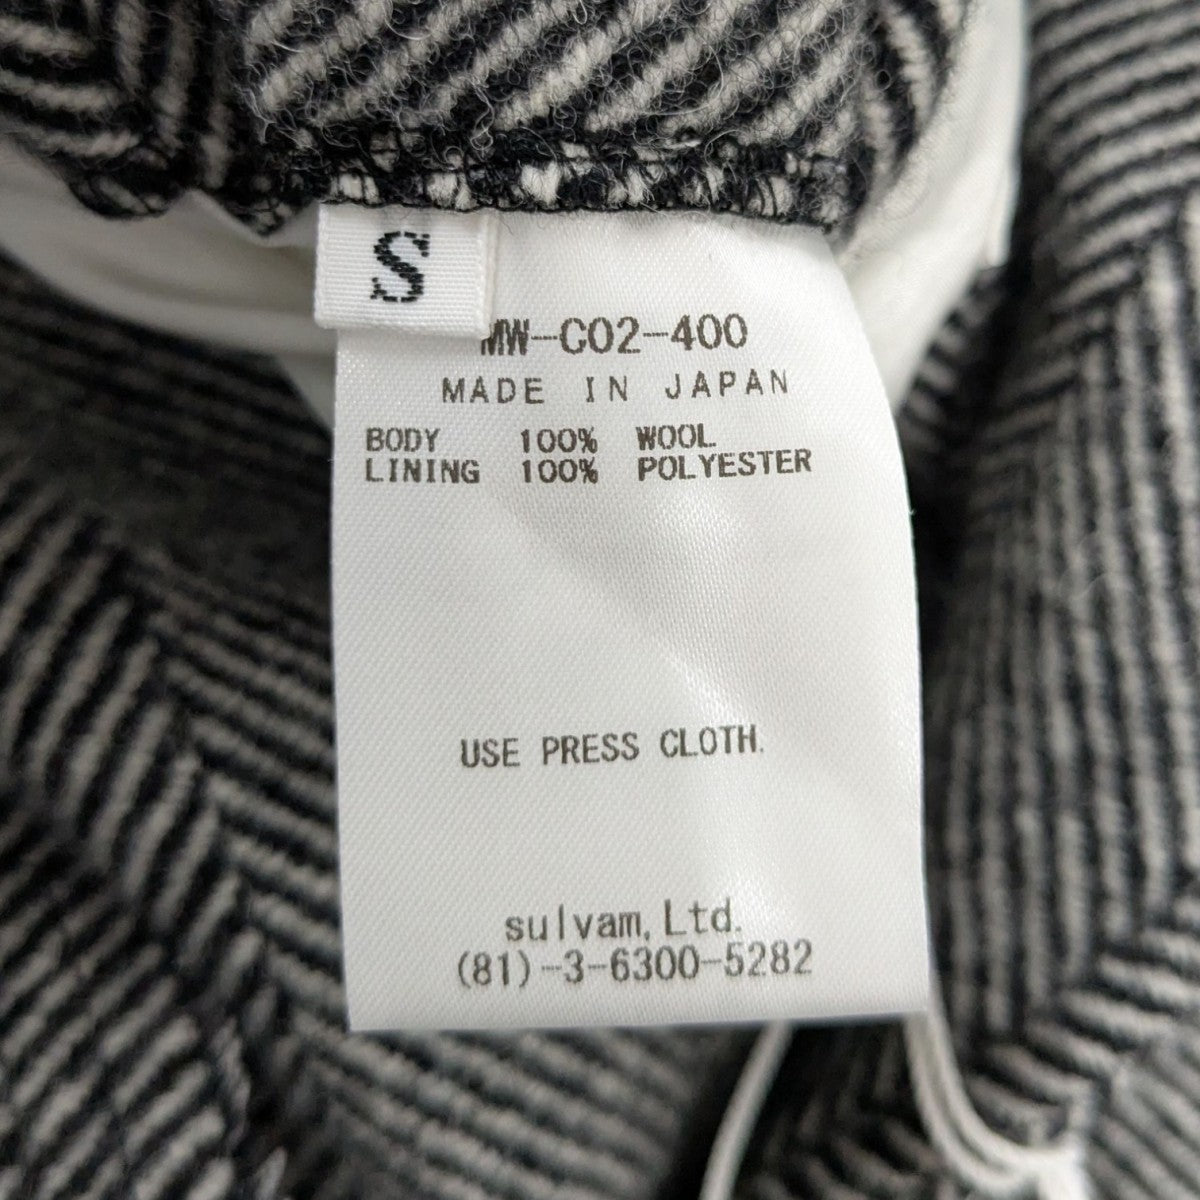 S
MW-C02-400
MADE IN JAPAN
BODY 100% WOOL
LINING 100% POLYESTER
USE PRESS CLOTH.
sulvam, Ltd.
(81)-3-6300-5282